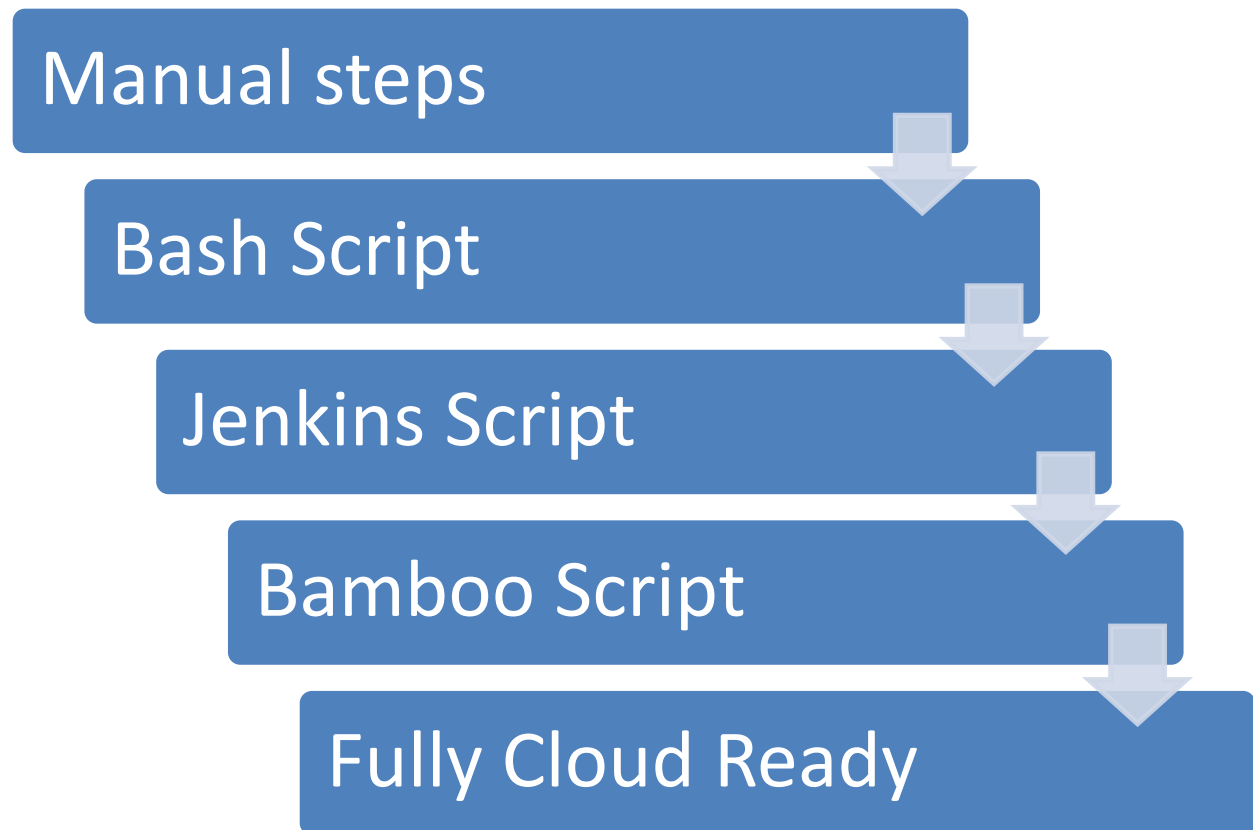 Manual steps
Bash Script
Jenkins Script
Bamboo Script
Fully Cloud Ready